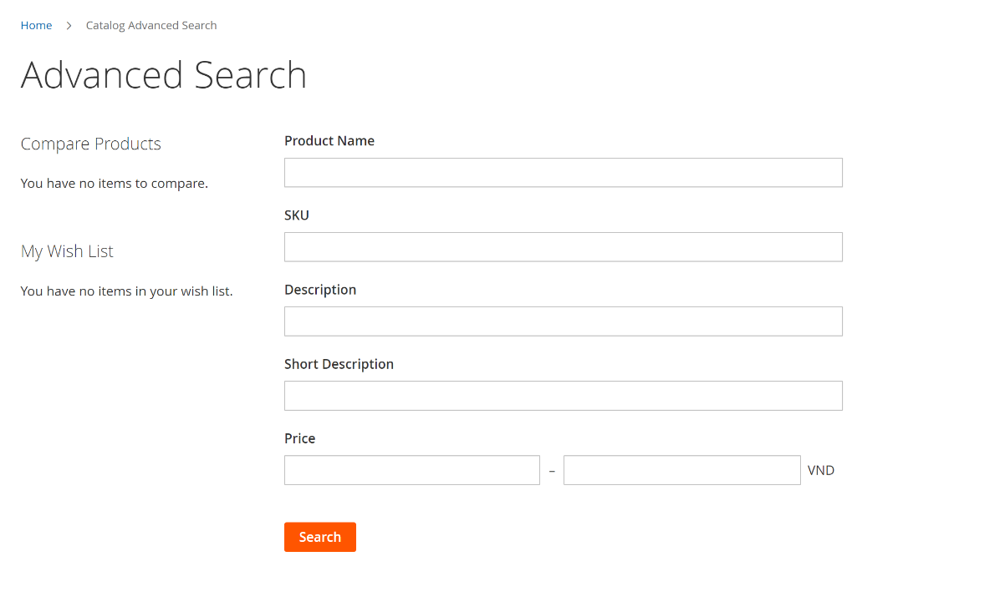 Home > Catalog Advanced Search
Advanced Search
Compare Products
You have no items to compare.
My Wish List
You have no items in your wish list.
Product Name
SKU
Description
Short Description
Price
– VND
Search